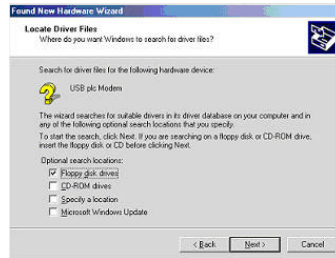 Found New Hardware Wizard
Locate Driver Files
Where do you want Windows to search for driver files?
Search for driver files for the following hardware device:
USB plc Modem
The wizard searches for suitable drivers in its driver database on your computer and in
any of the following optional search locations that you specify.
To start the search, click Next. If you are searching on a floppy disk or CD-ROM drive,
insert the floppy disk or CD before clicking Next.
Optional search locations:
Floppy disk drives
CD-ROM drives
Specify a location
Microsoft Windows Update
< Back
Next >
Cancel